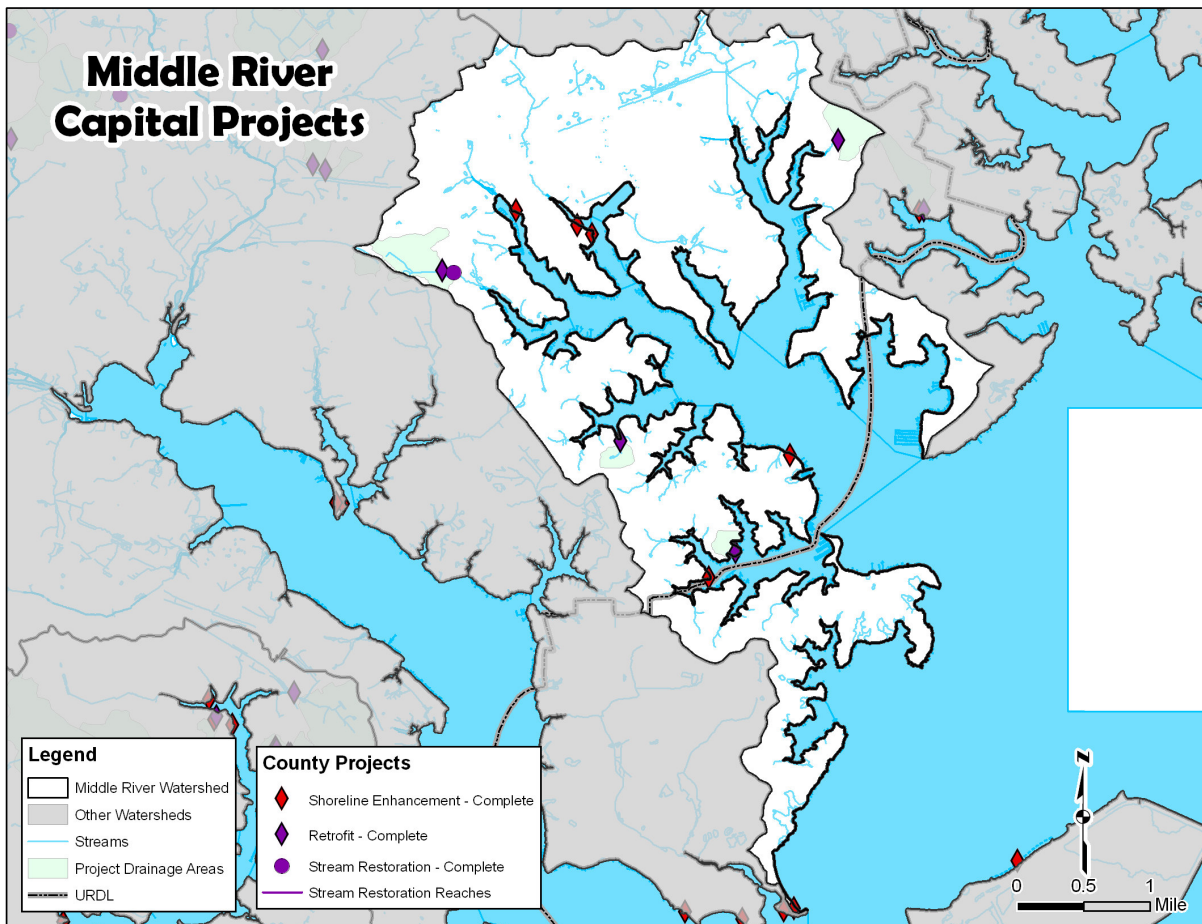 Middle River
Capital Projects
Legend
Middle River Watershed
Other Watersheds
Streams
Project Drainage Areas
URDL
County Projects
Shoreline Enhancement - Complete
Retrofit - Complete
Stream Restoration - Complete
Stream Restoration Reaches
N
0 0.5 1
Mile